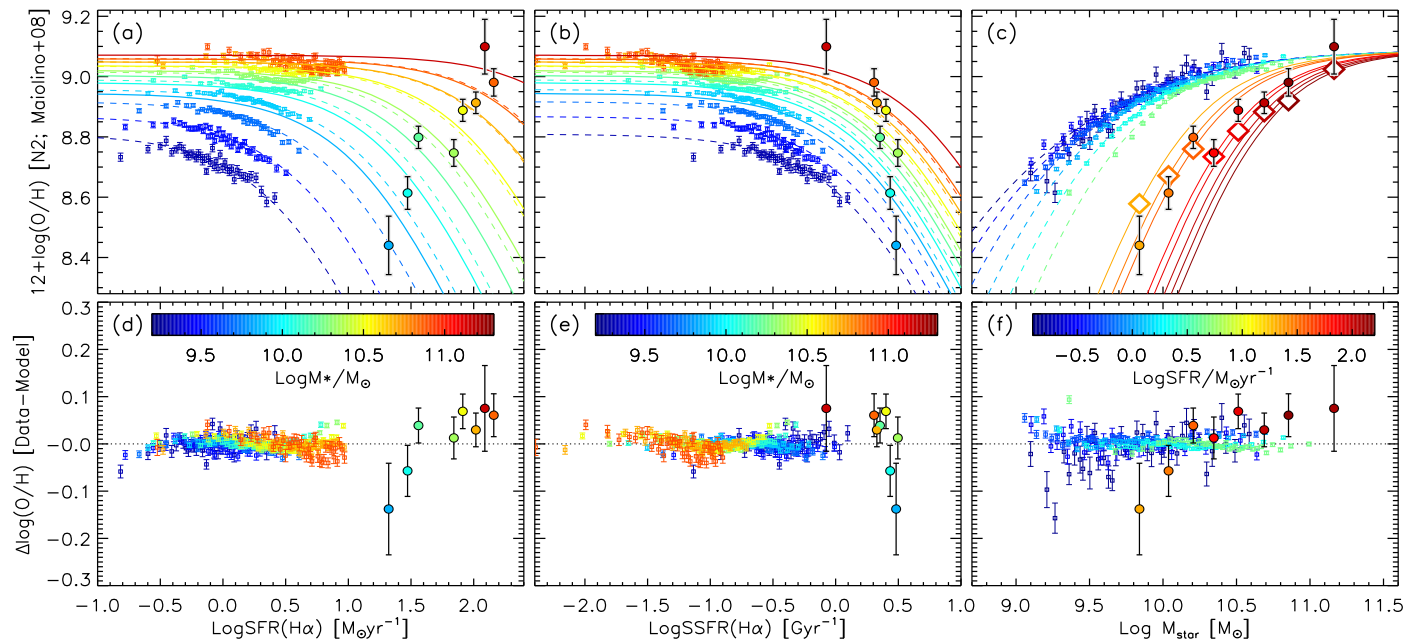 12+log(O/H) [N2; Maiolino+08]
9.2
9.0
8.8
8.6
8.4
(a)
(b)
(c)
Δlog(O/H) [Data-Model]
0.3
0.2
0.1
-0.0
-0.1
-0.2
-0.3
(d)
9.5 10.0 10.5 11.0
LogM*/M⊙
(e)
9.5 10.0 10.5 11.0
LogM*/M⊙
(f)
-0.5 0.0 0.5 1.0 1.5 2.0
LogSFR/M⊙yr⁻¹
-1.0 -0.5 0.0 0.5 1.0 1.5 2.0
LogSFR(Hα) [M⊙yr⁻¹]
-2.0 -1.5 -1.0 -0.5 0.0 0.5 1.0
LogSSFR(Hα) [Gyr⁻¹]
9.0 9.5 10.0 10.5 11.0 11.5
Log Mstar [M⊙]